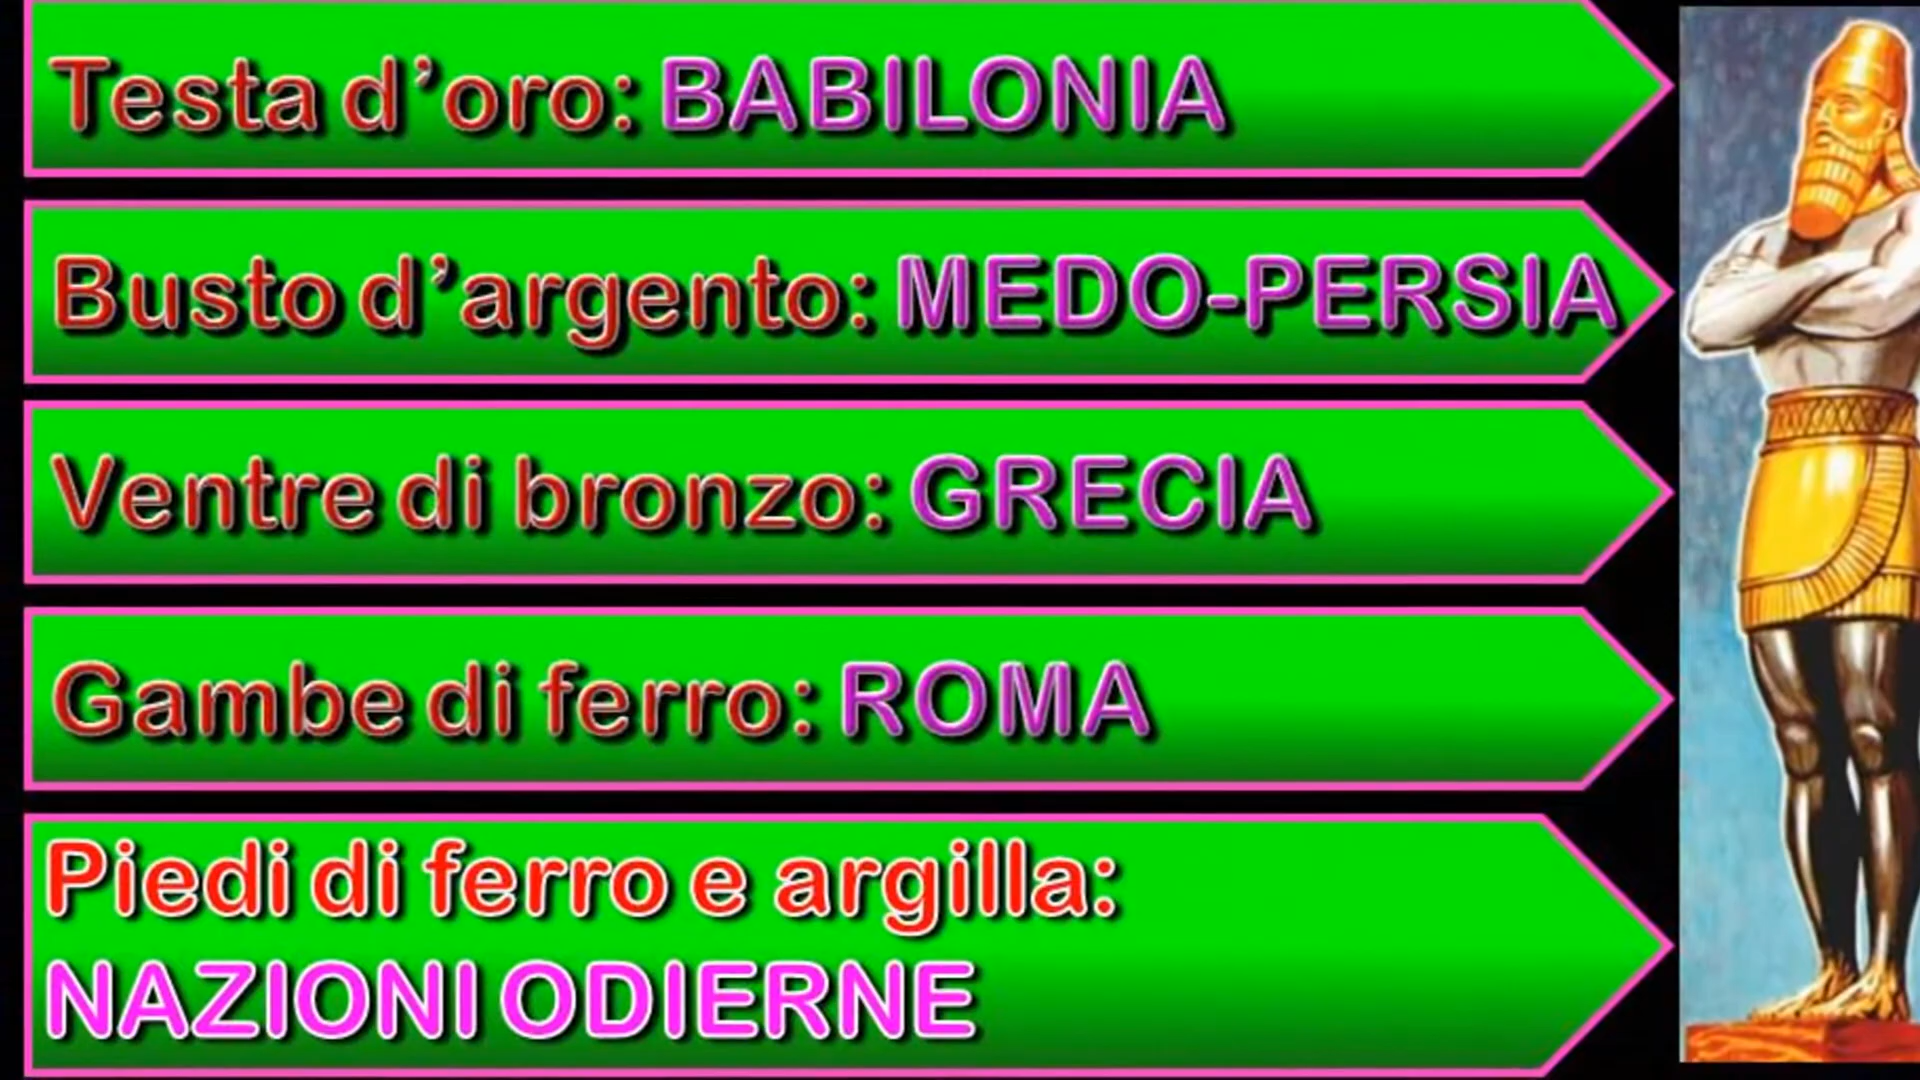 Testa d’oro: BABILONIA
Busto d’argento: MEDO-PERSIA
Ventre di bronzo: GRECIA
Gambe di ferro: ROMA
Piedi di ferro e argilla:
NAZIONI ODIERNE